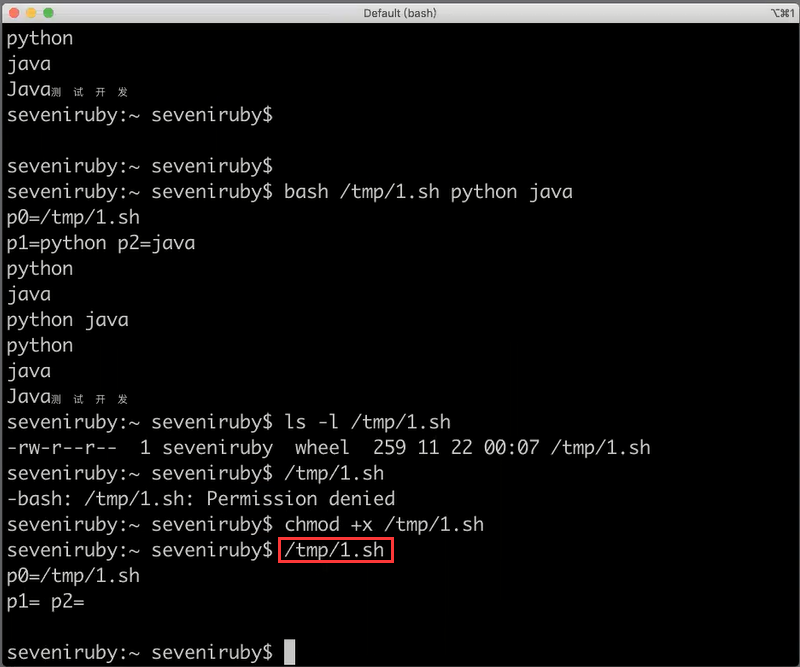 Default (bash)
⌥⌘1
python
java
Java测试开发
seveniruby:~ seveniruby$
seveniruby:~ seveniruby$
seveniruby:~ seveniruby$ bash /tmp/1.sh python java
p0=/tmp/1.sh
p1=python p2=java
python
java
python java
python
java
Java测试开发
seveniruby:~ seveniruby$ ls -l /tmp/1.sh
-rw-r--r--  1 seveniruby  wheel  259 11 22 00:07 /tmp/1.sh
seveniruby:~ seveniruby$ /tmp/1.sh
-bash: /tmp/1.sh: Permission denied
seveniruby:~ seveniruby$ chmod +x /tmp/1.sh
seveniruby:~ seveniruby$ /tmp/1.sh
p0=/tmp/1.sh
p1= p2=
seveniruby:~ seveniruby$